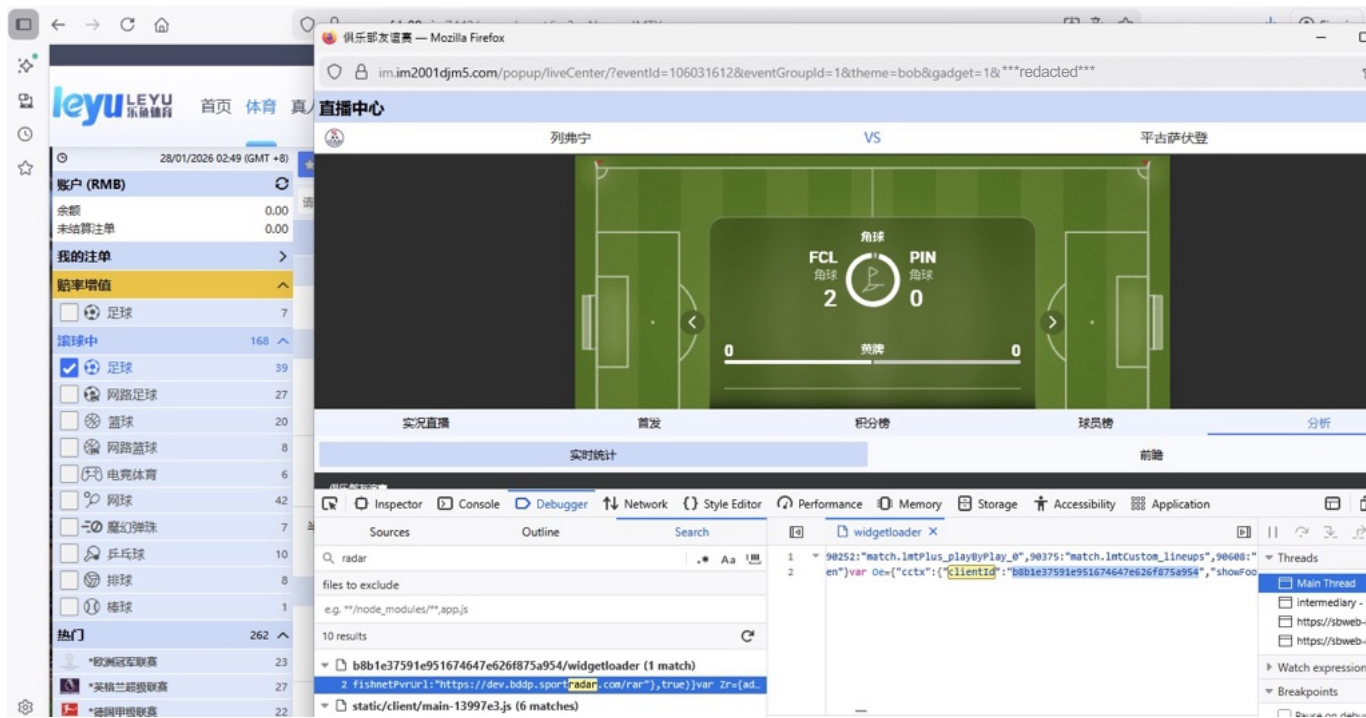 俱乐部友谊赛 — Mozilla Firefox
im.im2001djm5.com/popup/liveCenter/?eventId=106031612&eventGroupId=1&theme=bob&gadget=1&***redacted***
leyu LEYU 乐鱼体育
首页 体育
28/01/2026 02:49 (GMT +8)
账户 (RMB)
余额 0.00
未结算注单 0.00
我的注单
赔率增值
足球 7
滚球中 168
足球 39
网路足球 27
篮球 20
网路篮球 8
电竞体育 6
网球 42
魔幻弹珠 7
乒乓球 10
排球 8
棒球 1
热门 262
*欧洲冠军联赛 23
*英格兰超级联赛 27
*德国甲级联赛 22
直播中心
列弗宁 VS 平古萨伏登
角球
FCL PIN
角球 角球
2 0
0 黄牌 0
实况直播 首发 积分榜 球员榜 分析
实时统计 前瞻
俱乐部友谊赛
Inspector Console Debugger Network {} Style Editor Performance Memory Storage Accessibility Application
Sources Outline Search
radar
.* Aa
files to exclude
e.g. **/node_modules/**,app.js
10 results
b8b1e37591e951674647e626f875a954/widgetloader (1 match)
2 fishnetPvrUrl:"https://dev.bddp.sportradar.com/rar"},true)}var Zr={ad…
static/client/main-13997e3.js (6 matches)
widgetloader
1 90252:"match.lmtPlus_playByPlay_0",90375:"match.lmtCustom_lineups",90608:"
2 en"}var Oe={"cctx":{"clientId":"b8b1e37591e951674647e626f875a954","showFoo
Threads
Main Thread
intermediary -
https://sbweb-
https://sbweb-
Watch expression
Breakpoints